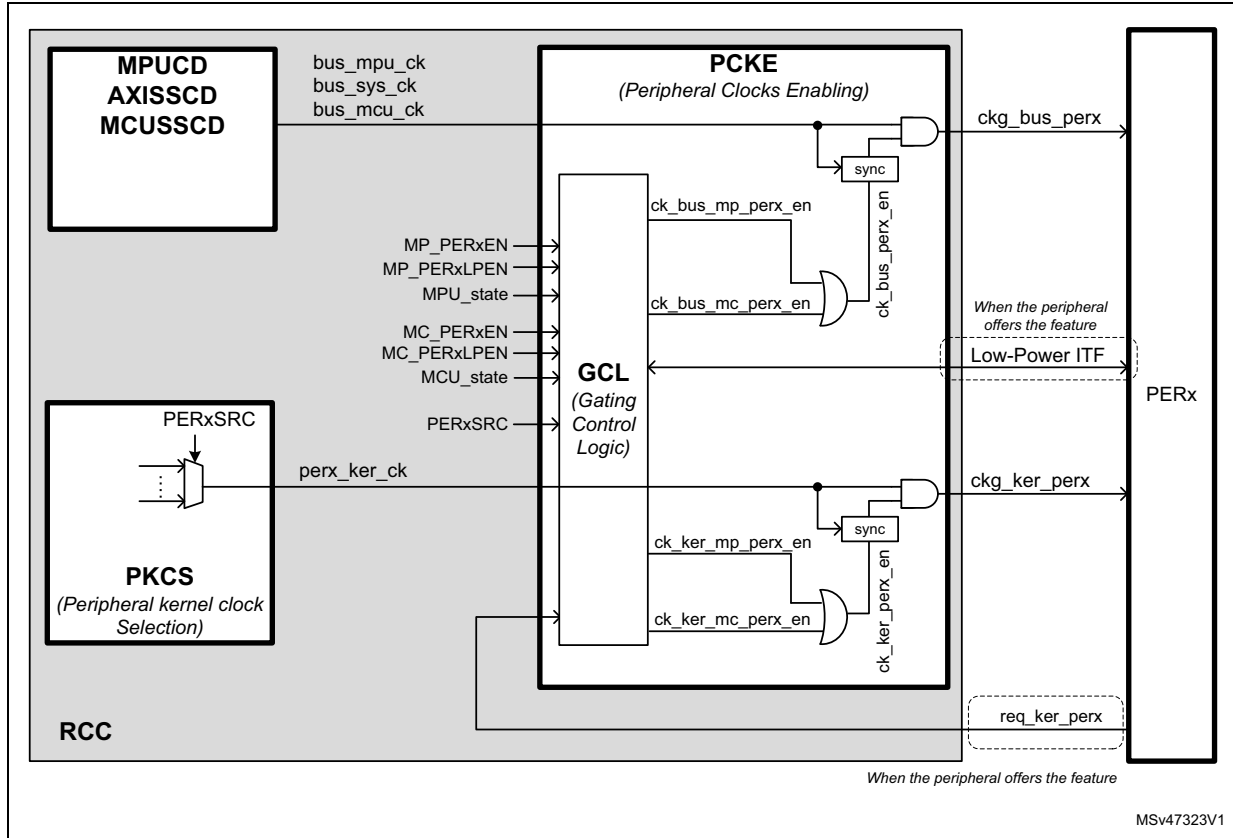 MPUCD
AXISSCD
MCUSSCD
bus_mpu_ck
bus_sys_ck
bus_mcu_ck
PCKE
(Peripheral Clocks Enabling)
ckg_bus_perx
sync
ck_bus_mp_perx_en
ck_bus_perx_en
ck_bus_mc_perx_en
MP_PERxEN
MP_PERxLPEN
MPU_state
MC_PERxEN
MC_PERxLPEN
MCU_state
PERxSRC
GCL
(Gating
Control
Logic)
When the peripheral
offers the feature
Low-Power ITF
PERx
PERxSRC
perx_ker_ck
PKCS
(Peripheral kernel clock
Selection)
ckg_ker_perx
sync
ck_ker_mp_perx_en
ck_ker_perx_en
ck_ker_mc_perx_en
req_ker_perx
RCC
When the peripheral offers the feature
MSv47323V1